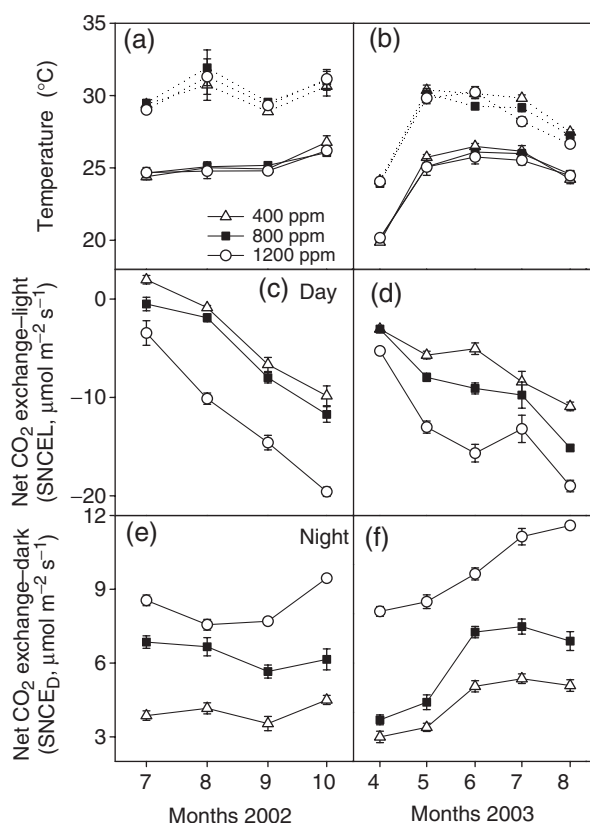 35
30
25
20
Temperature (°C)
(a)
(b)
400 ppm
800 ppm
1200 ppm
0
−10
−20
Net CO₂ exchange–light
(SNCEL, µmol m⁻² s⁻¹)
(c) Day
(d)
12
9
6
3
Net CO₂ exchange–dark
(SNCE_D, µmol m⁻² s⁻¹)
(e) Night
(f)
7 8 9 10
4 5 6 7 8
Months 2002
Months 2003